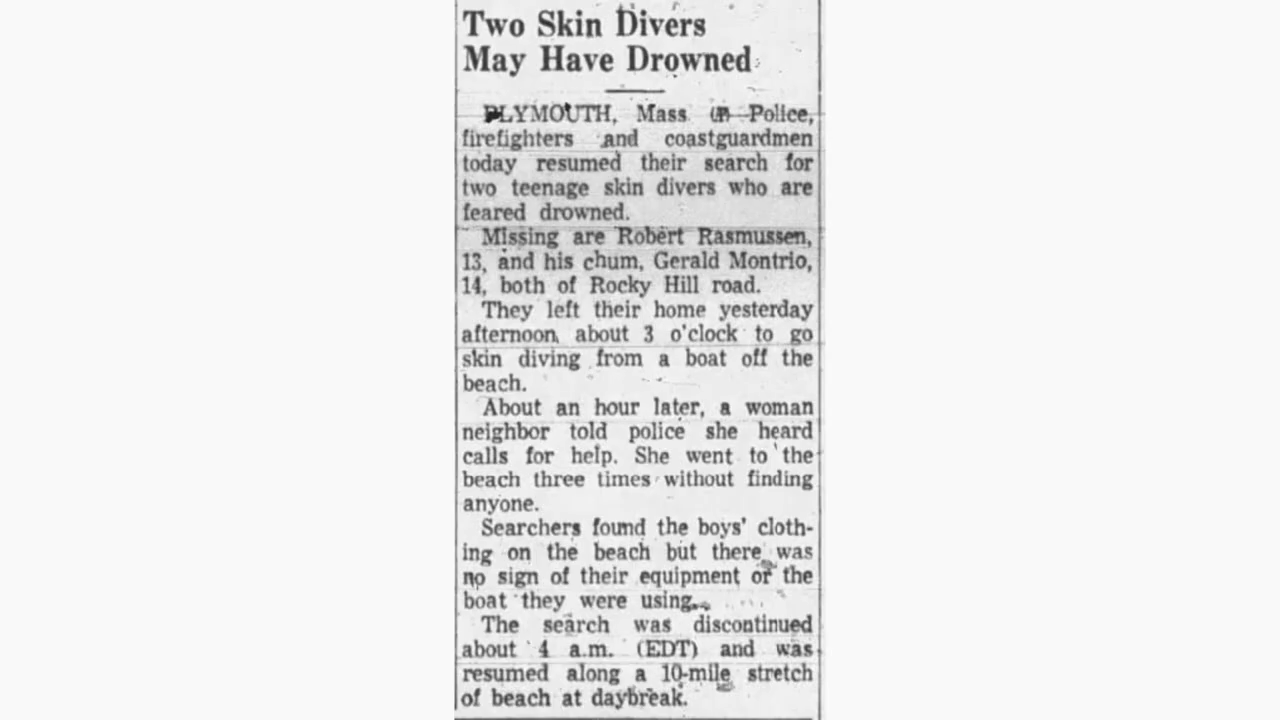 Two Skin Divers
May Have Drowned
PLYMOUTH, Mass. (AP) Police,
firefighters and coastguardmen
today resumed their search for
two teenage skin divers who are
feared drowned.
Missing are Robert Rasmussen,
13, and his chum, Gerald Montrio,
14, both of Rocky Hill road.
They left their home yesterday
afternoon about 3 o'clock to go
skin diving from a boat off the
beach.
About an hour later, a woman
neighbor told police she heard
calls for help. She went to the
beach three times without finding
anyone.
Searchers found the boys' cloth-
ing on the beach but there was
no sign of their equipment or the
boat they were using.
The search was discontinued
about 4 a.m. (EDT) and was
resumed along a 10-mile stretch
of beach at daybreak.